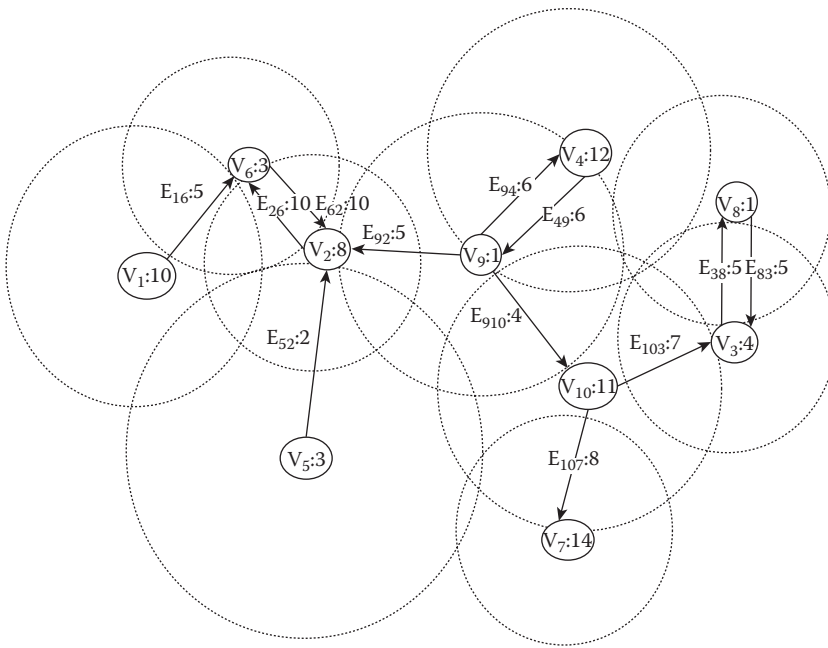 V₆:3
V₄:12
E₁₆:5
E₉₄:6
E₂₆:10
E₆₂:10
V₈:1
E₄₉:6
E₉₂:5
V₂:8
V₉:1
V₁:10
E₃₈:5
E₈₃:5
E₉₁₀:4
E₅₂:2
E₁₀₃:7
V₃:4
V₁₀:11
V₅:3
E₁₀₇:8
V₇:14